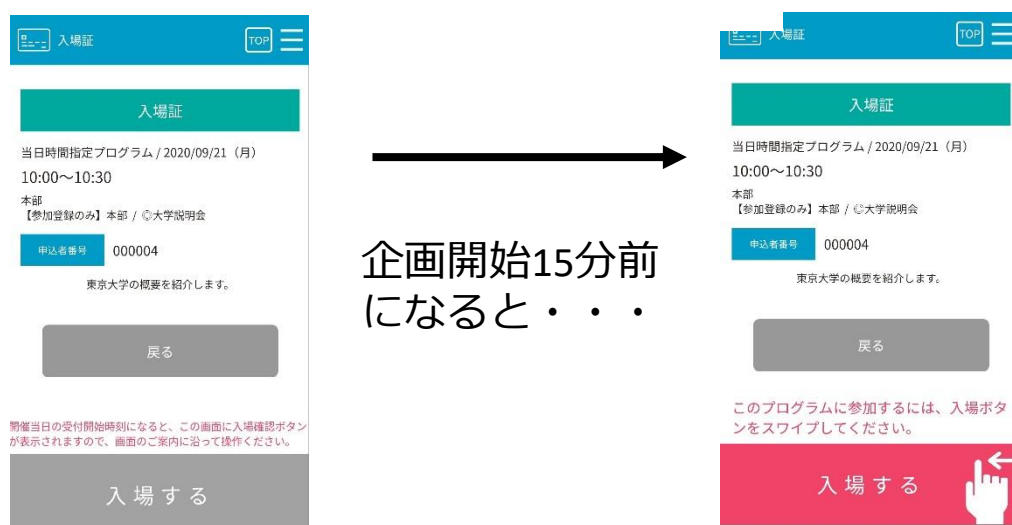 入場証
TOP
入場証
当日時間指定プログラム / 2020/09/21（月）
10:00～10:30
本部
【参加登録のみ】本部 / ◎大学説明会
申込者番号 000004
東京大学の概要を紹介します。
戻る
開催当日の受付開始時刻になると、この画面に入場確認ボタン
が表示されますので、画面のご案内に沿って操作ください。
入場する
企画開始15分前
になると・・・
入場証
TOP
入場証
当日時間指定プログラム / 2020/09/21（月）
10:00～10:30
本部
【参加登録のみ】本部 / ◎大学説明会
申込者番号 000004
東京大学の概要を紹介します。
戻る
このプログラムに参加するには、入場ボタ
ンをスワイプしてください。
入場する